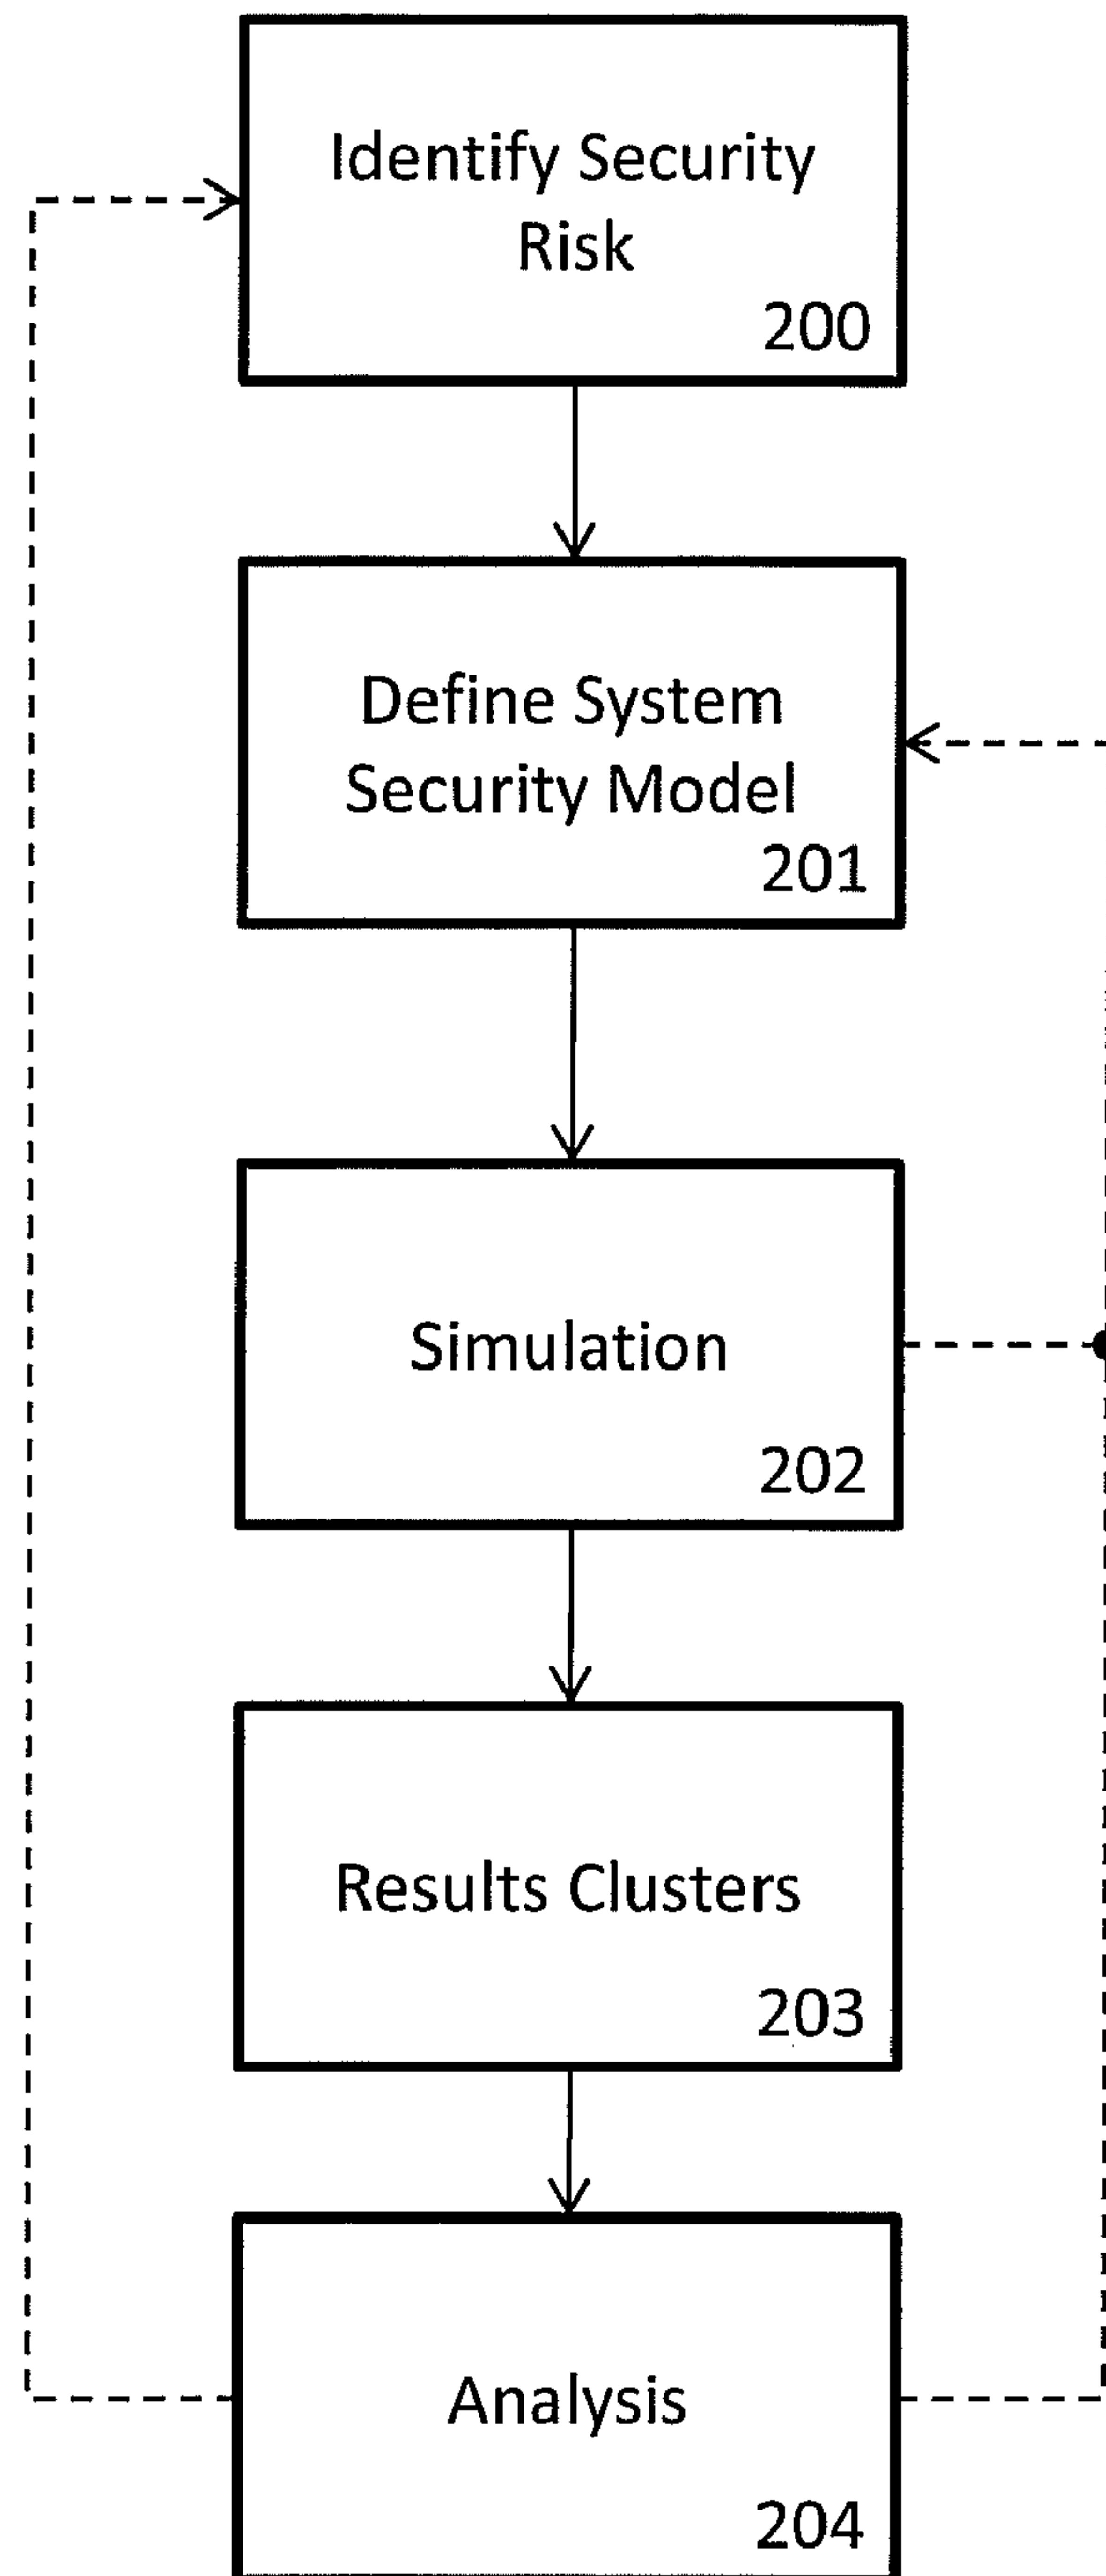 Identify Security
Risk
200
Define System
Security Model
201
Simulation
202
Results Clusters
203
Analysis
204